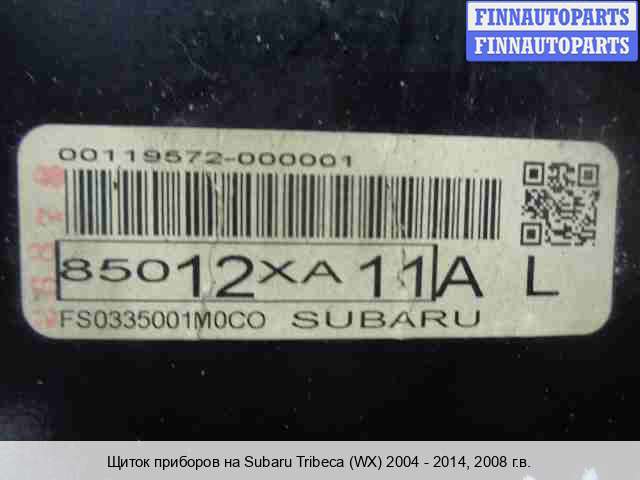 FINNAUTOPARTS
FINNAUTOPARTS
00119572-000001
85012XA11A L
FS0335001M0CO SUBARU
Щиток приборов на Subaru Tribeca (WX) 2004 - 2014, 2008 г.в.